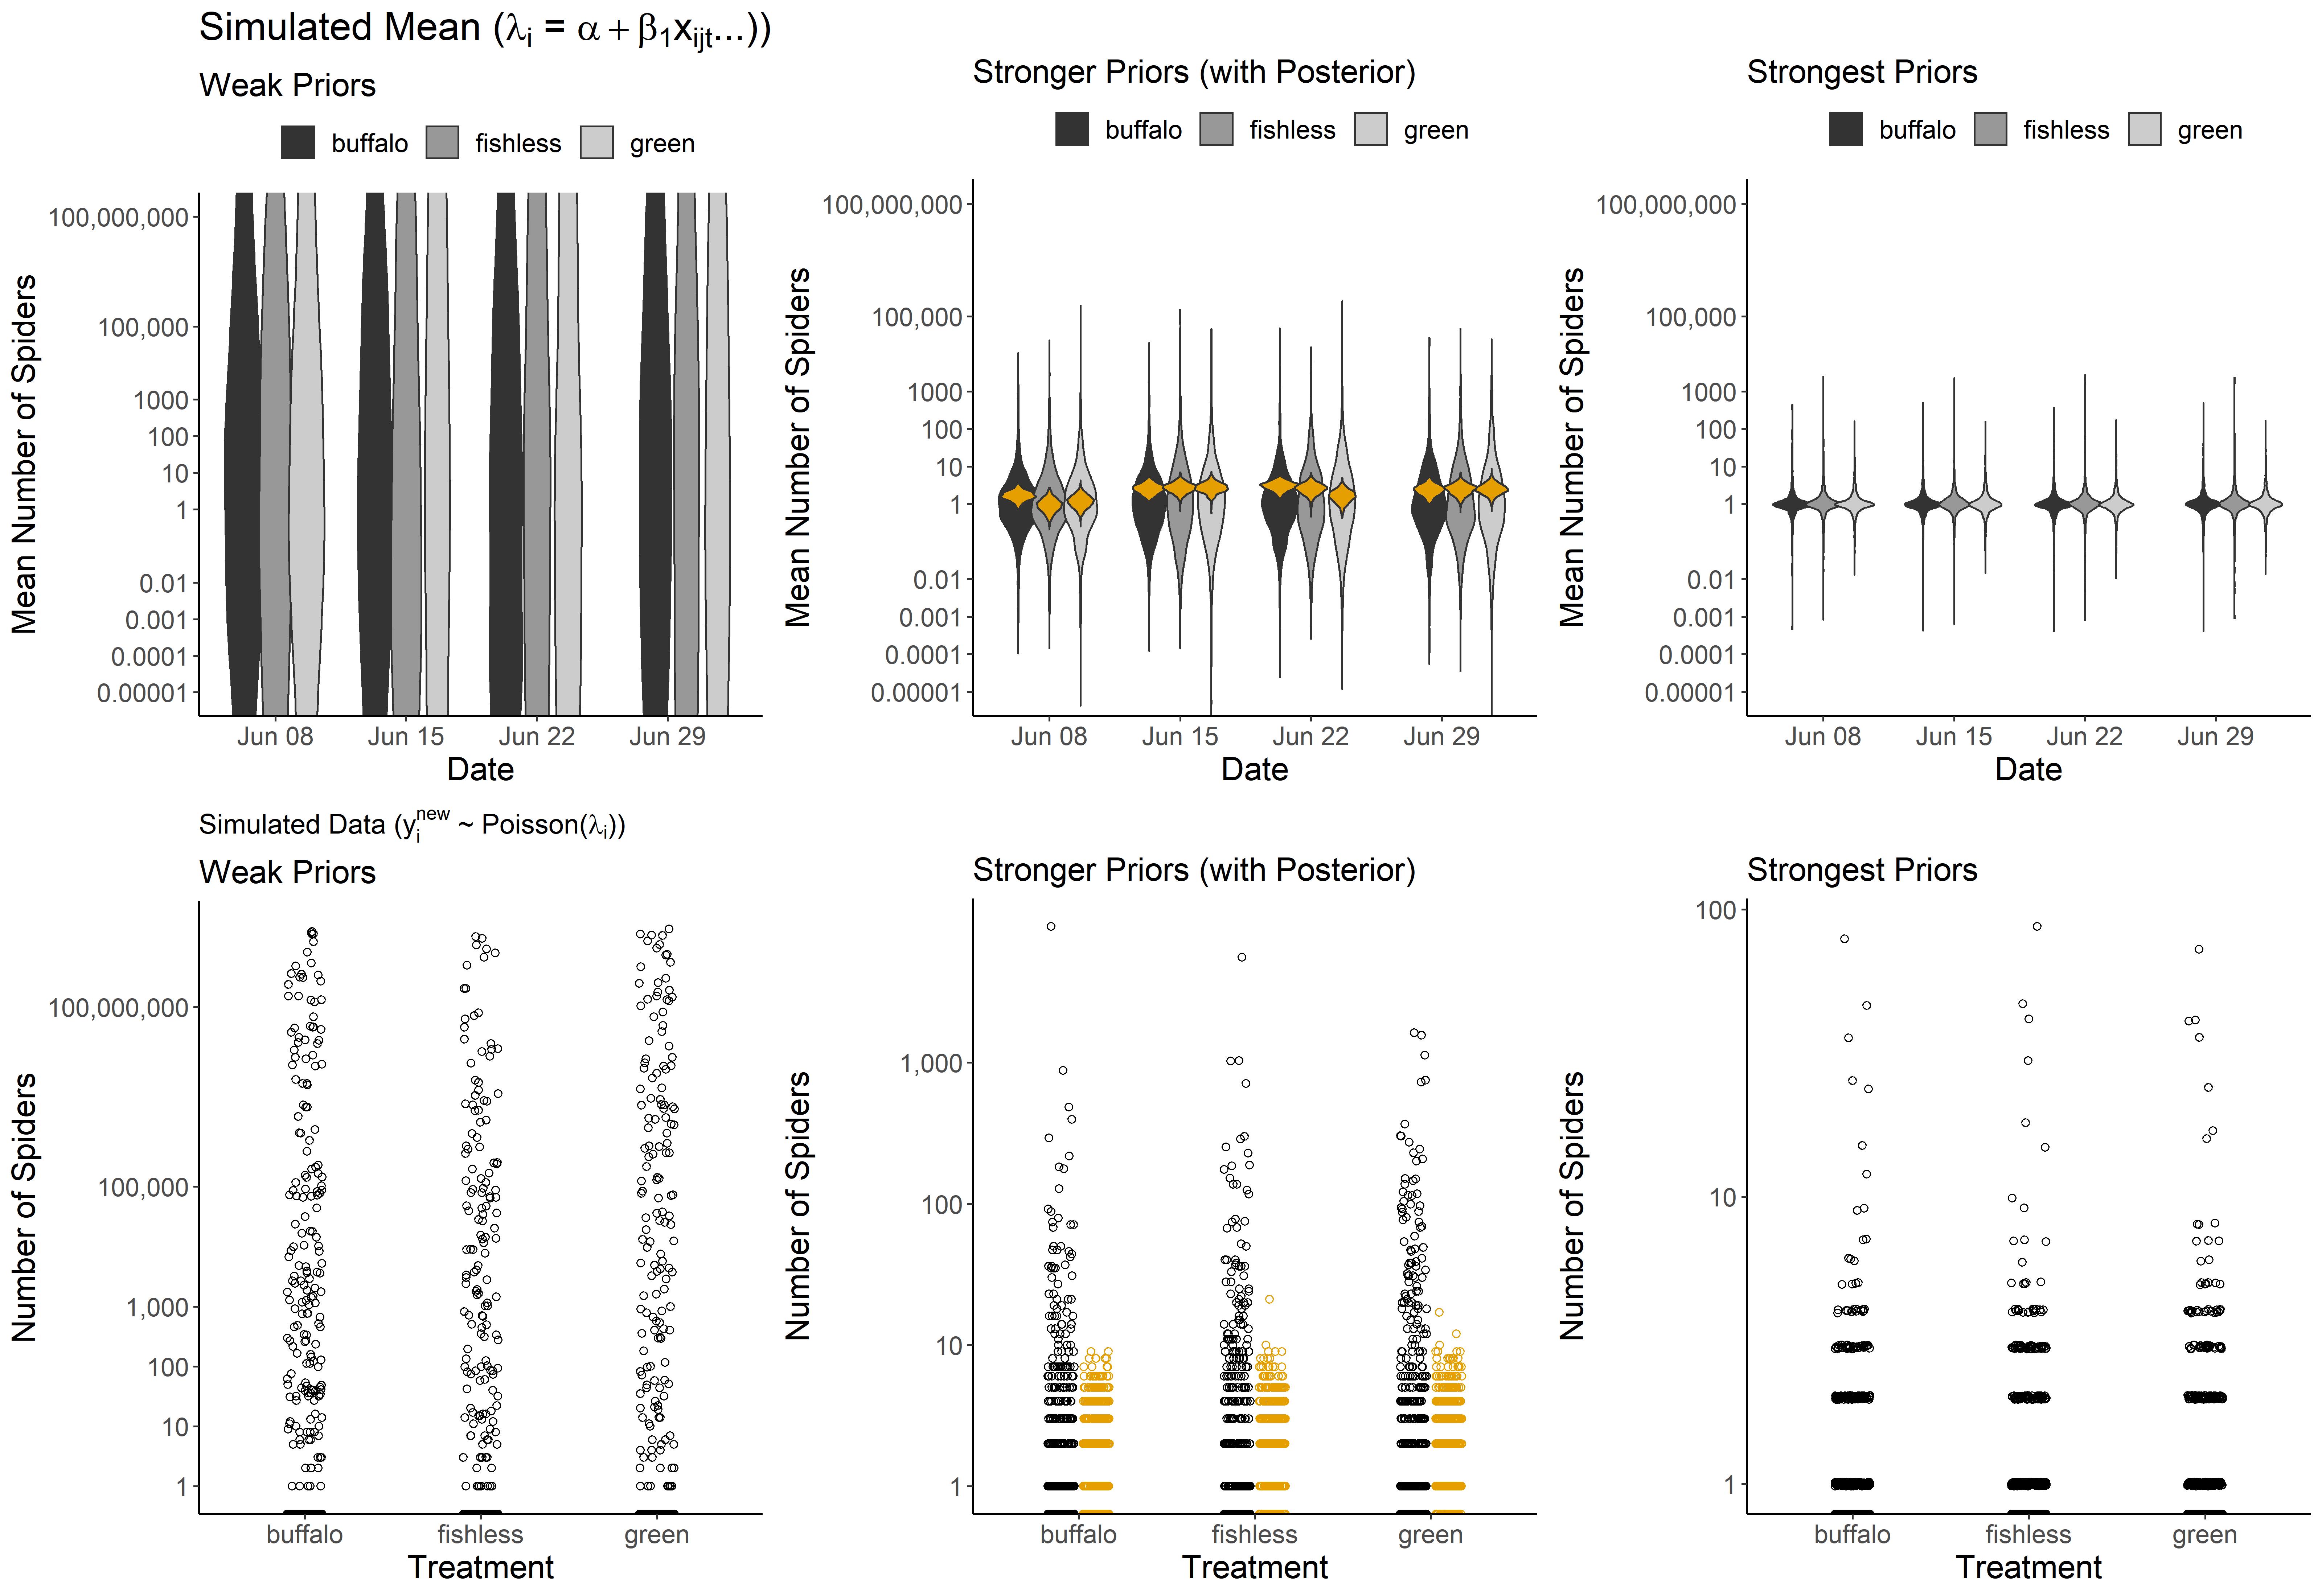 Simulated Mean (λi = α + β1xijt...))
Weak Priors
buffalo fishless green
Mean Number of Spiders
100,000,000
100,000
1000
100
10
1
0.01
0.001
0.0001
0.00001
Jun 08 Jun 15 Jun 22 Jun 29
Date
Stronger Priors (with Posterior)
buffalo fishless green
Mean Number of Spiders
100,000,000
100,000
1000
100
10
1
0.01
0.001
0.0001
0.00001
Jun 08 Jun 15 Jun 22 Jun 29
Date
Strongest Priors
buffalo fishless green
Mean Number of Spiders
100,000,000
100,000
1000
100
10
1
0.01
0.001
0.0001
0.00001
Jun 08 Jun 15 Jun 22 Jun 29
Date
Simulated Data (yi^new ~ Poisson(λi))
Weak Priors
Number of Spiders
100,000,000
100,000
1,000
100
10
1
buffalo fishless green
Treatment
Stronger Priors (with Posterior)
Number of Spiders
1,000
100
10
1
buffalo fishless green
Treatment
Strongest Priors
Number of Spiders
100
10
1
buffalo fishless green
Treatment